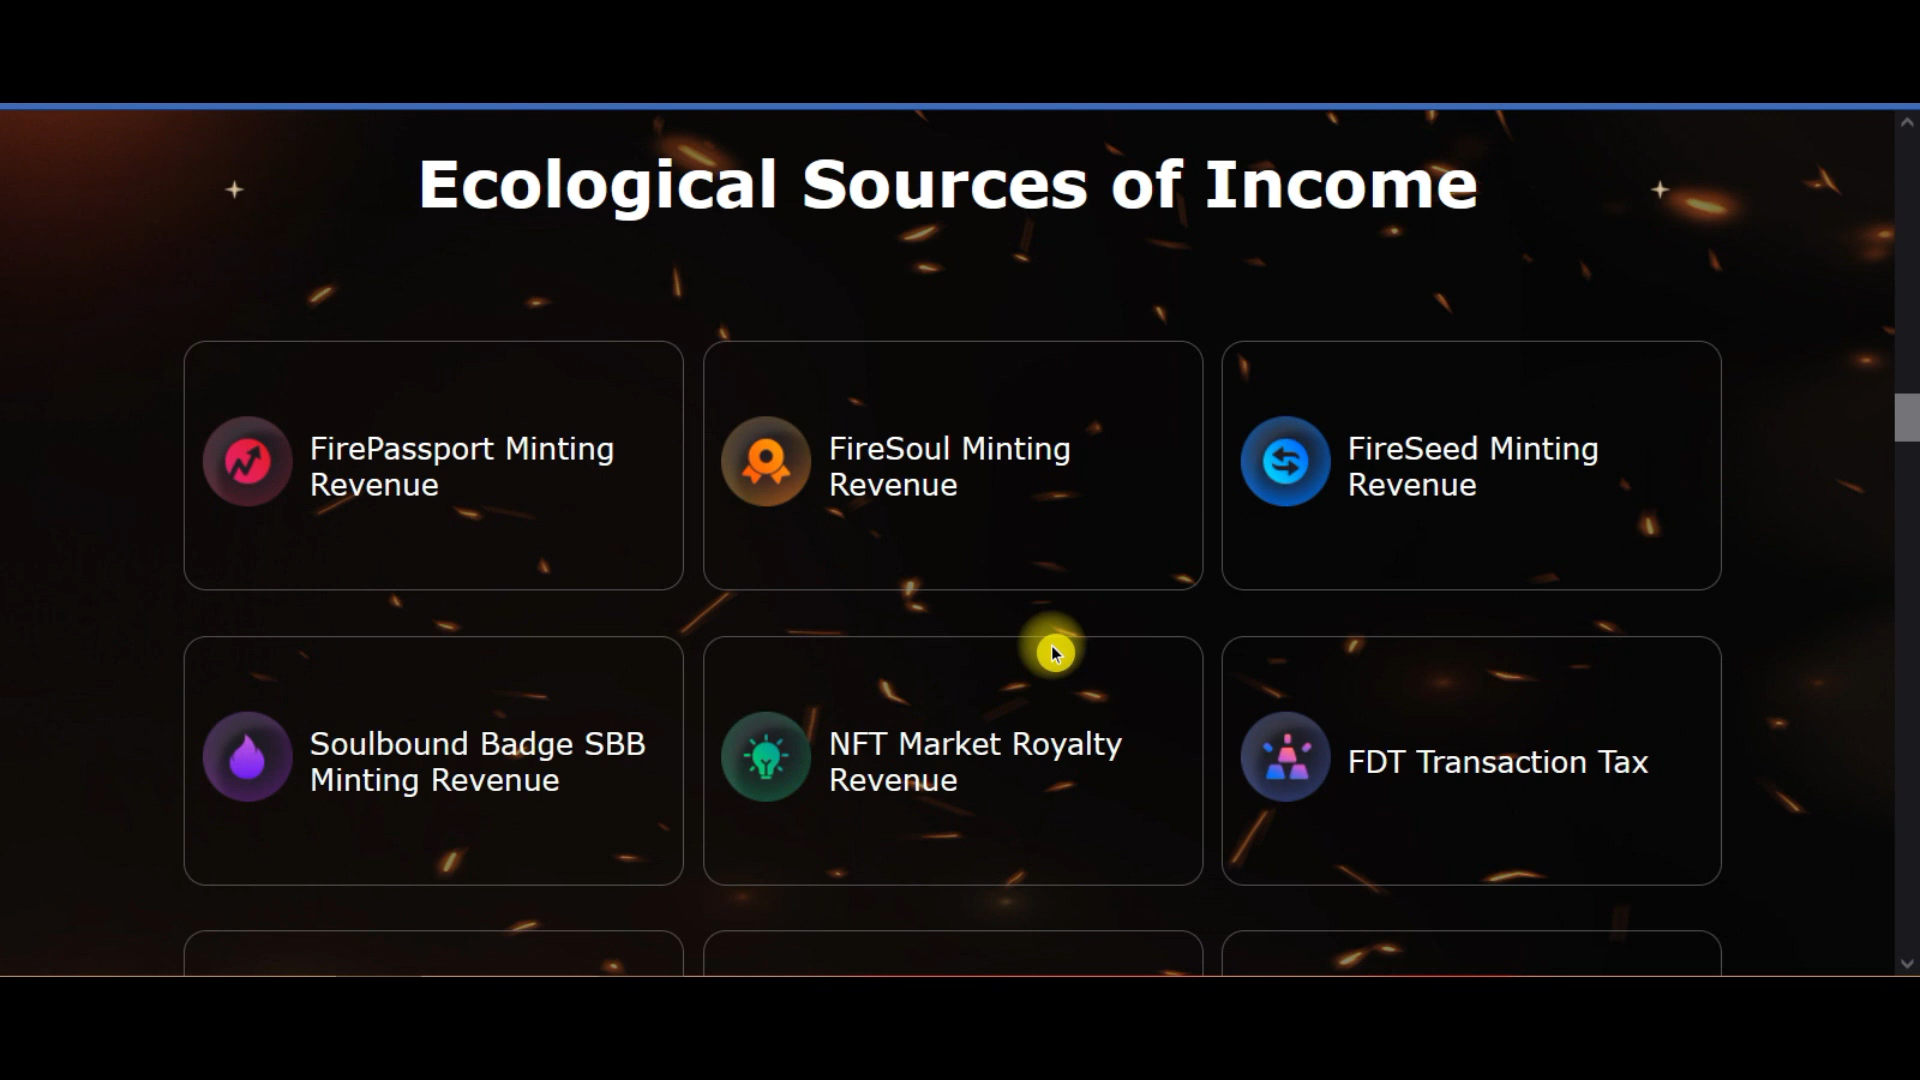 Ecological Sources of Income
FirePassport Minting
Revenue
FireSoul Minting
Revenue
FireSeed Minting
Revenue
Soulbound Badge SBB
Minting Revenue
NFT Market Royalty
Revenue
FDT Transaction Tax